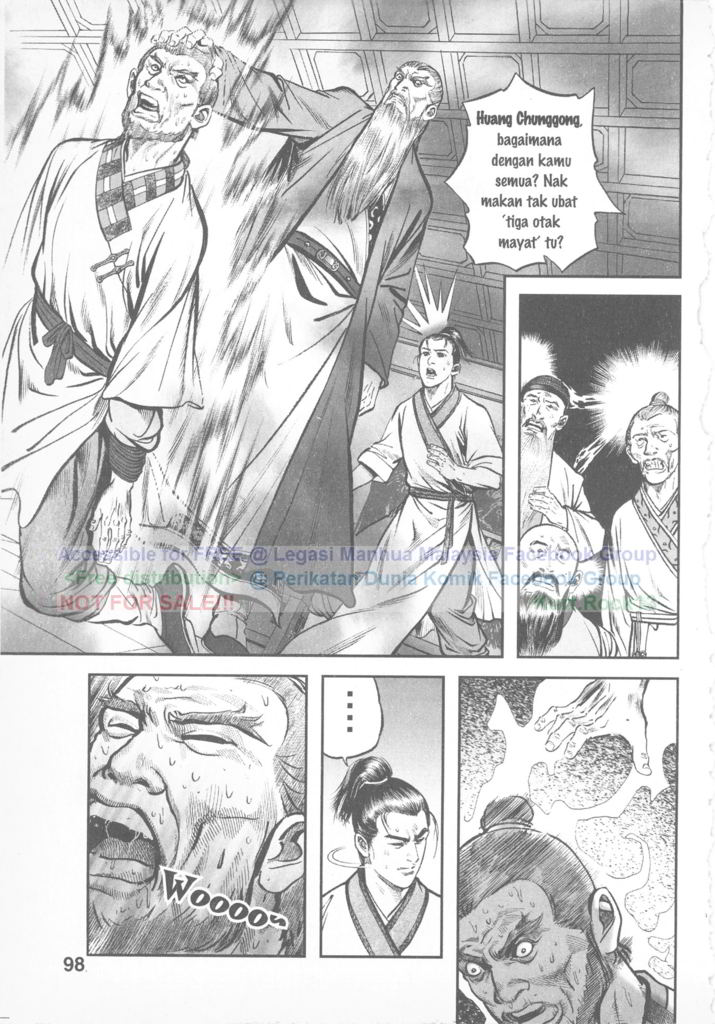 Huang Chunggong,
bagaimana
dengan kamu
semua? Nak
makan tak ubat
'tiga otak
mayat' tu?
Accessible for FREE @ Legasi Manhua Malaysia Facebook Group
<Free distribution> @ Perikatan Dunia Komik Facebook Group
NOT FOR SALE!!!
...
Woooo~
98